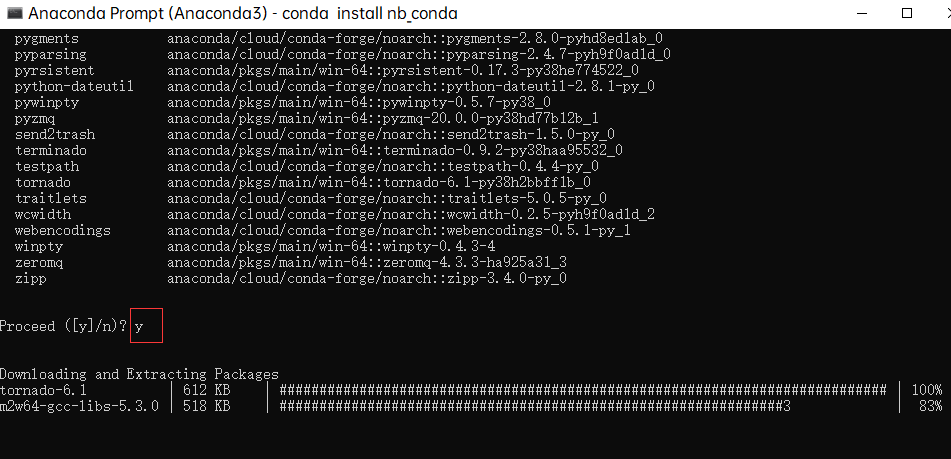 Anaconda Prompt (Anaconda3) - conda install nb_conda
pygments anaconda/cloud/conda-forge/noarch::pygments-2.8.0-pyhd8ed1ab_0
pyparsing anaconda/cloud/conda-forge/noarch::pyparsing-2.4.7-pyh9f0ad1d_0
pyrsistent anaconda/pkgs/main/win-64::pyrsistent-0.17.3-py38he774522_0
python-dateutil anaconda/cloud/conda-forge/noarch::python-dateutil-2.8.1-py_0
pywinpty anaconda/pkgs/main/win-64::pywinpty-0.5.7-py38_0
pyzmq anaconda/pkgs/main/win-64::pyzmq-20.0.0-py38hd77b12b_1
send2trash anaconda/cloud/conda-forge/noarch::send2trash-1.5.0-py_0
terminado anaconda/pkgs/main/win-64::terminado-0.9.2-py38haa95532_0
testpath anaconda/cloud/conda-forge/noarch::testpath-0.4.4-py_0
tornado anaconda/pkgs/main/win-64::tornado-6.1-py38h2bbff1b_0
traitlets anaconda/cloud/conda-forge/noarch::traitlets-5.0.5-py_0
wcwidth anaconda/cloud/conda-forge/noarch::wcwidth-0.2.5-pyh9f0ad1d_2
webencodings anaconda/cloud/conda-forge/noarch::webencodings-0.5.1-py_1
winpty anaconda/pkgs/main/win-64::winpty-0.4.3-4
zeromq anaconda/pkgs/main/win-64::zeromq-4.3.3-ha925a31_3
zipp anaconda/cloud/conda-forge/noarch::zipp-3.4.0-py_0
Proceed ([y]/n)? y
Downloading and Extracting Packages
tornado-6.1 | 612 KB | ############################################################################ | 100%
m2w64-gcc-libs-5.3.0 | 518 KB | ###############################################################3 | 83%